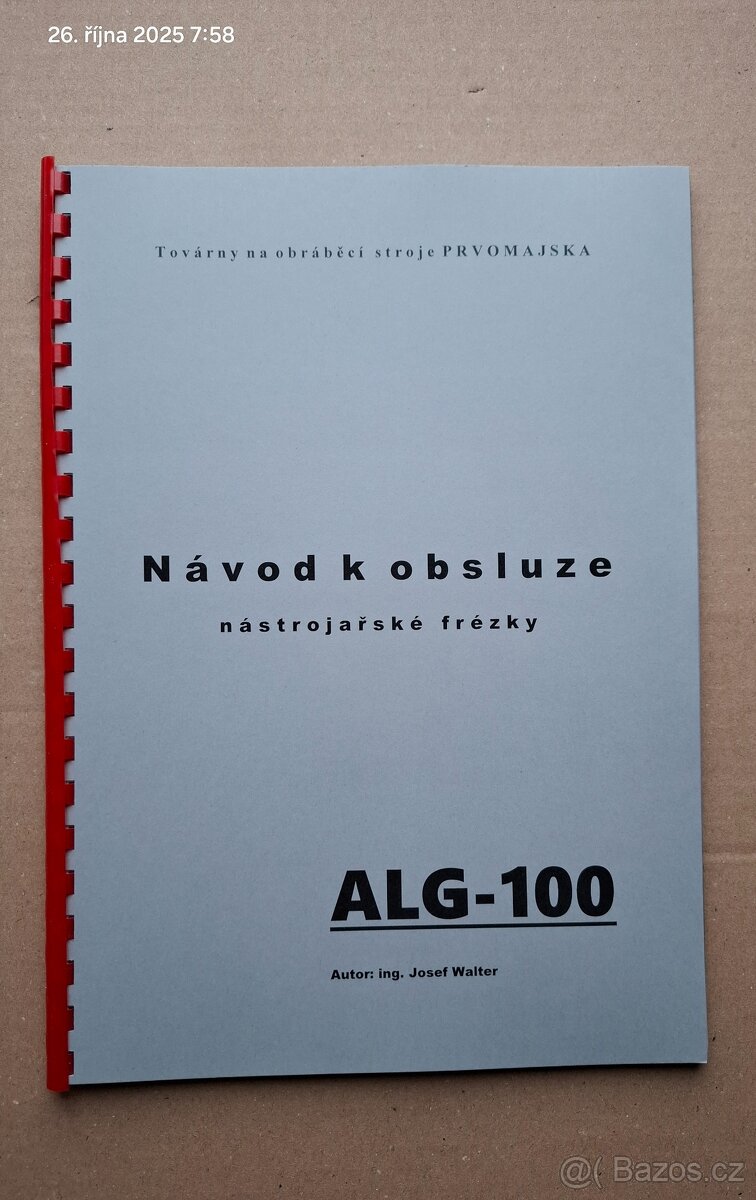 26. října 2025 7:58
Továrny na obráběcí stroje PRVOMAJSKA
Návod k obsluze
nástrojařské frézky
ALG-100
Autor: ing. Josef Walter
@( Bazos.cz